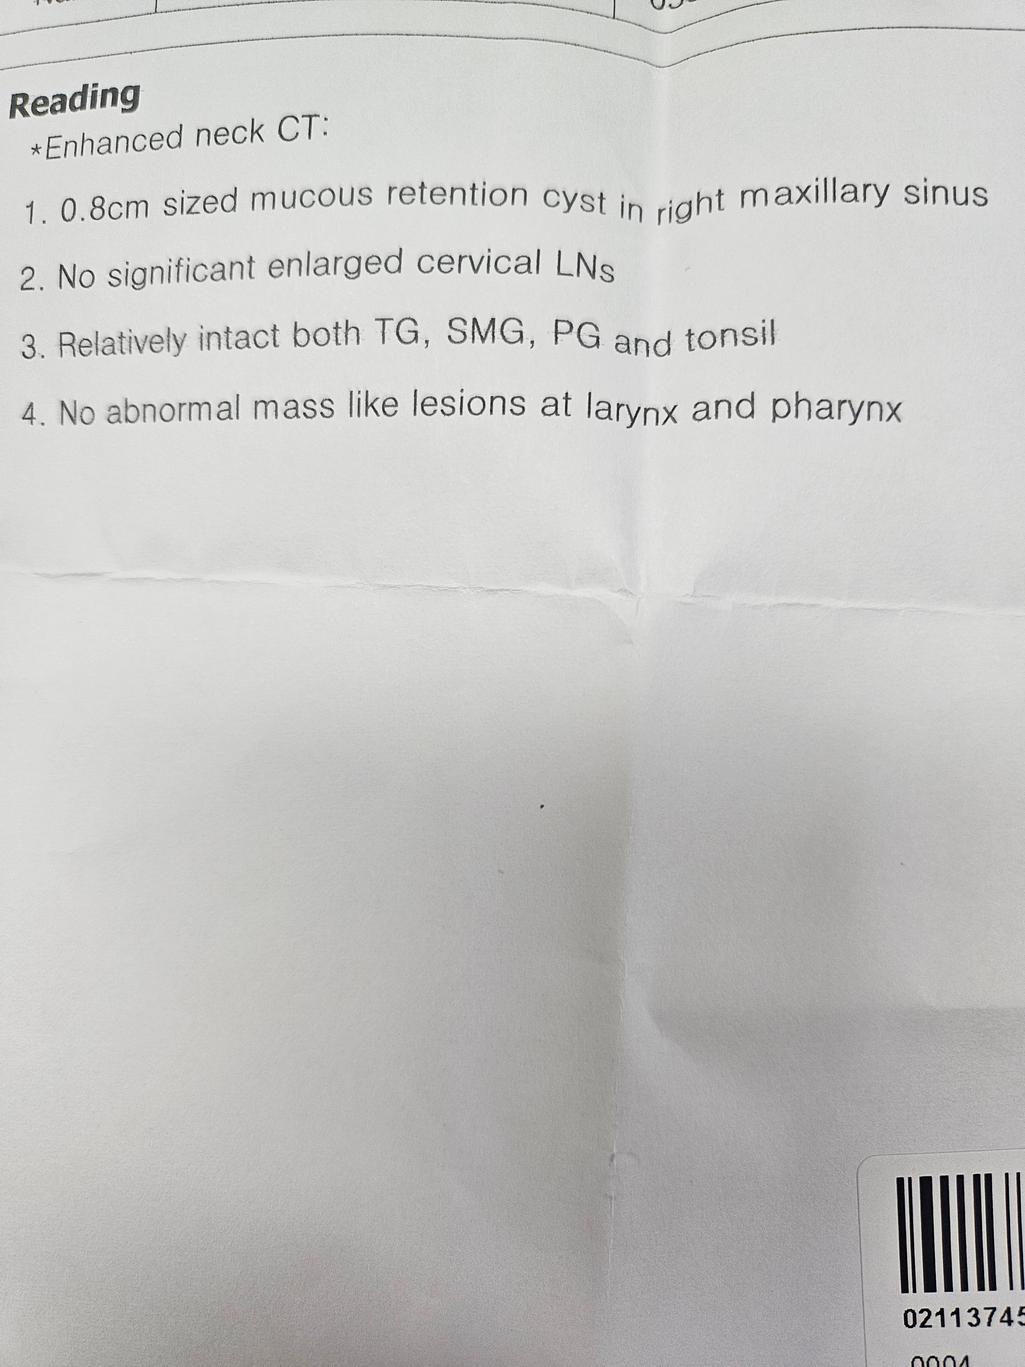 Reading
*Enhanced neck CT:
1. 0.8cm sized mucous retention cyst in right maxillary sinus
2. No significant enlarged cervical LNs
3. Relatively intact both TG, SMG, PG and tonsil
4. No abnormal mass like lesions at larynx and pharynx
02113745